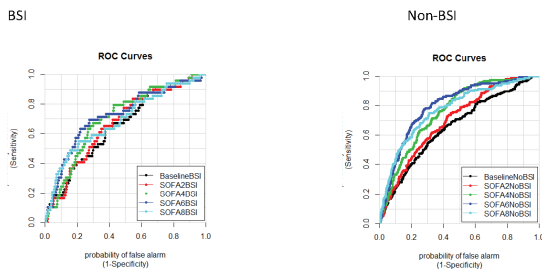 BSI
Non-BSI
ROC Curves
(Sensitivity)
0.0 0.2 0.4 0.6 0.8 1.0
BaselineBSI
SOFA2BSI
SOFA4DGI
SOFA6BSI
SOFA8BSI
0.0 0.2 0.4 0.6 0.8 1.0
probability of false alarm
(1-Specificity)
ROC Curves
(Sensitivity)
0.0 0.2 0.4 0.6 0.8 1.0
BaselineNoBSI
SOFA2NoBSI
SOFA4NoBSI
SOFA6NoBSI
SOFA8NoBSI
0.0 0.2 0.4 0.6 0.8 1.0
probability of false alarm
(1-Specificity)